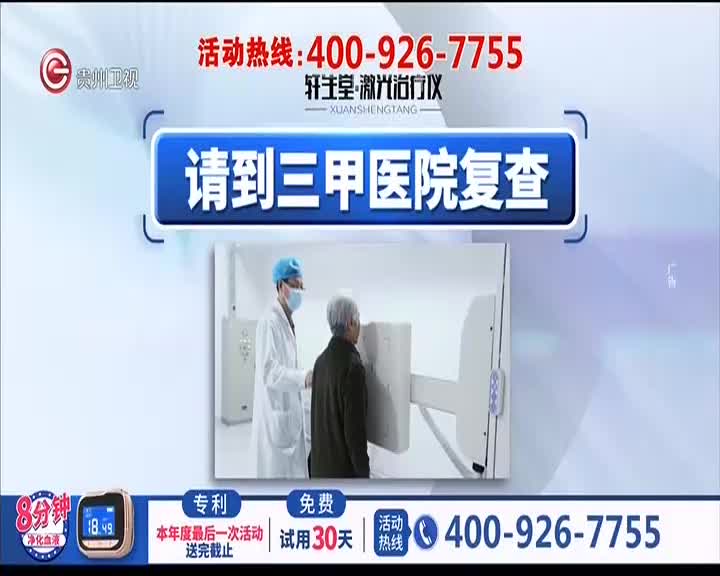 活动热线:400-926-7755
贵州卫视
轩生堂·激光治疗仪
XUANSHENGTANG
请到三甲医院复查
广告
8分钟
净化血液
18:49
专利
本年度最后一次活动
送完截止
免费
试用30天
活动
热线
400-926-7755